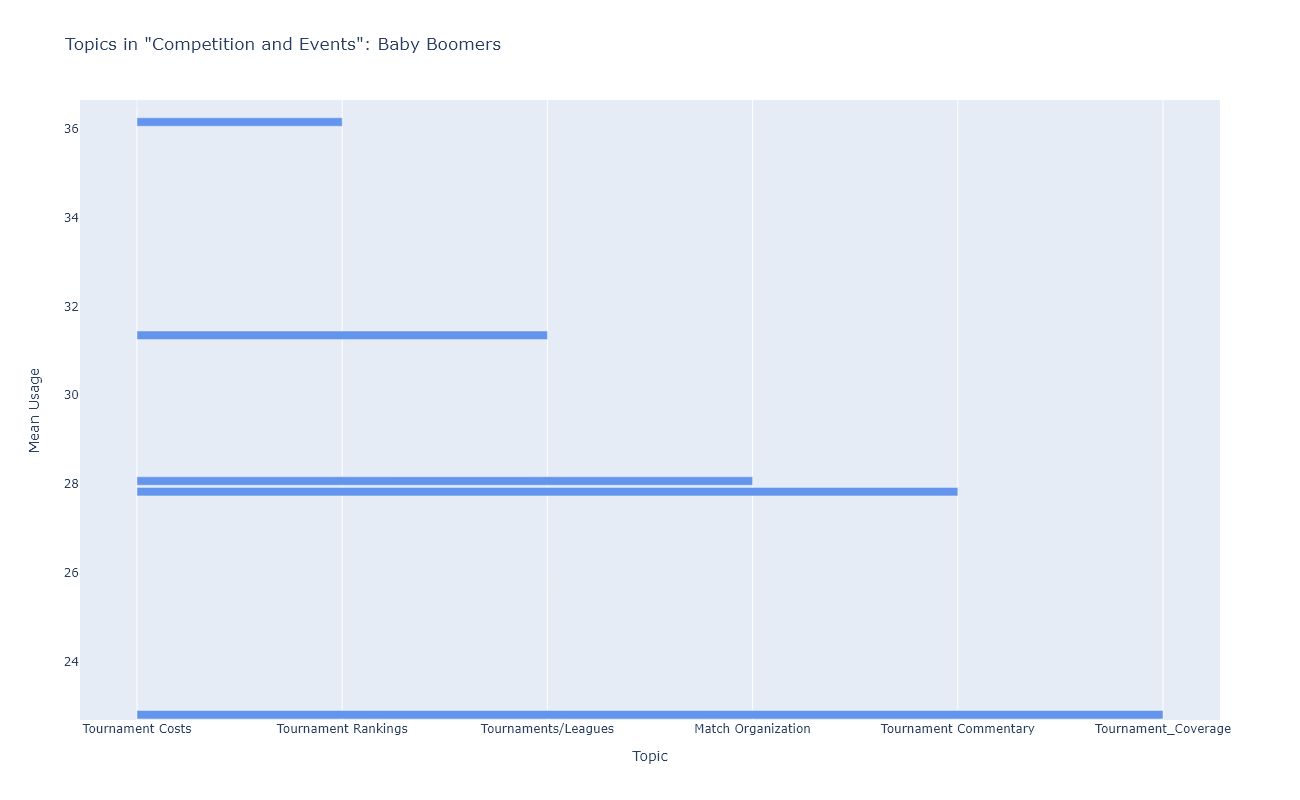 Topics in "Competition and Events": Baby Boomers
36
34
32
30
28
26
24
Mean Usage
Tournament Costs
Tournament Rankings
Tournaments/Leagues
Match Organization
Tournament Commentary
Tournament_Coverage
Topic